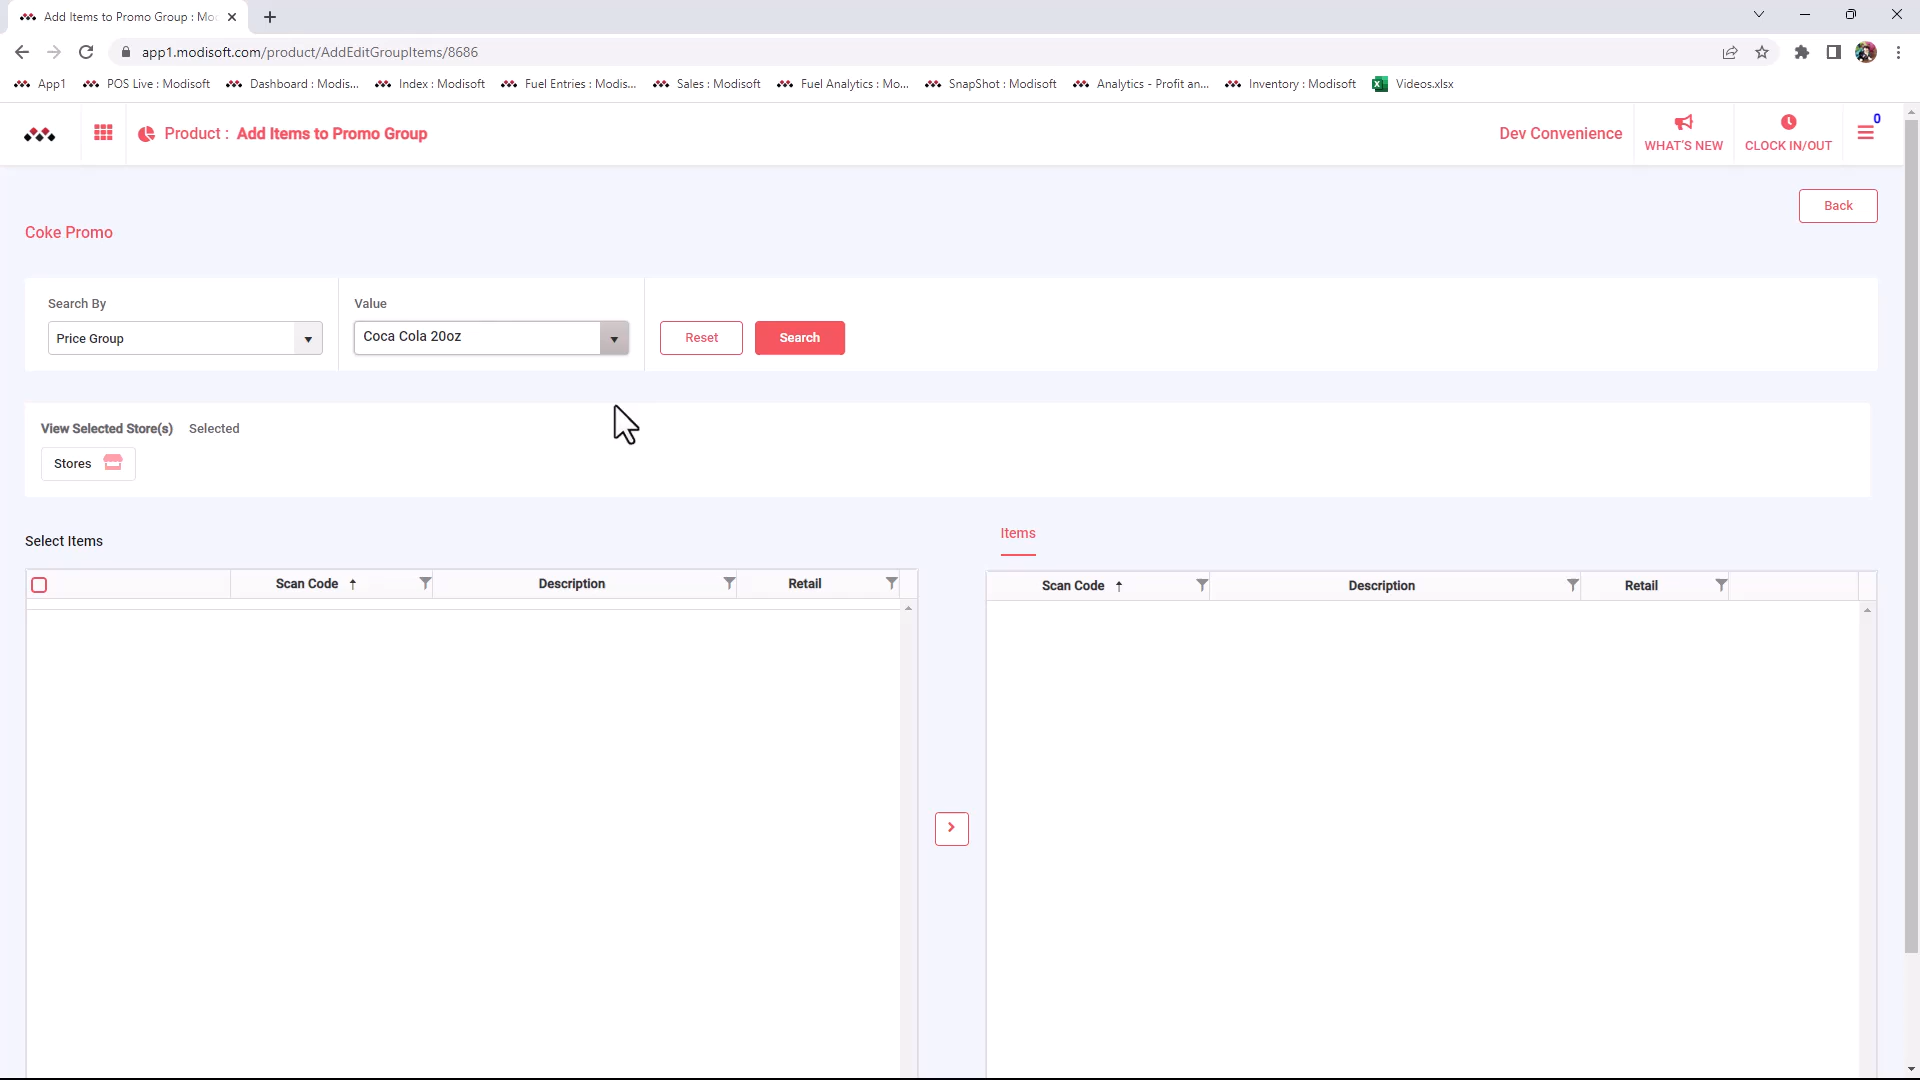 Add Items to Promo Group : Mo
app1.modisoft.com/product/AddEditGroupItems/8686
App1 POS Live : Modisoft Dashboard : Modis... Index : Modisoft Fuel Entries : Modis... Sales : Modisoft Fuel Analytics : Mo... SnapShot : Modisoft Analytics - Profit an... Inventory : Modisoft Videos.xlsx
Product : Add Items to Promo Group
Dev Convenience
WHAT'S NEW
CLOCK IN/OUT
0
Back
Coke Promo
Search By
Value
Price Group
Coca Cola 20oz
Reset
Search
View Selected Store(s) Selected
Stores
Select Items
Items
Scan Code Description Retail
Scan Code Description Retail